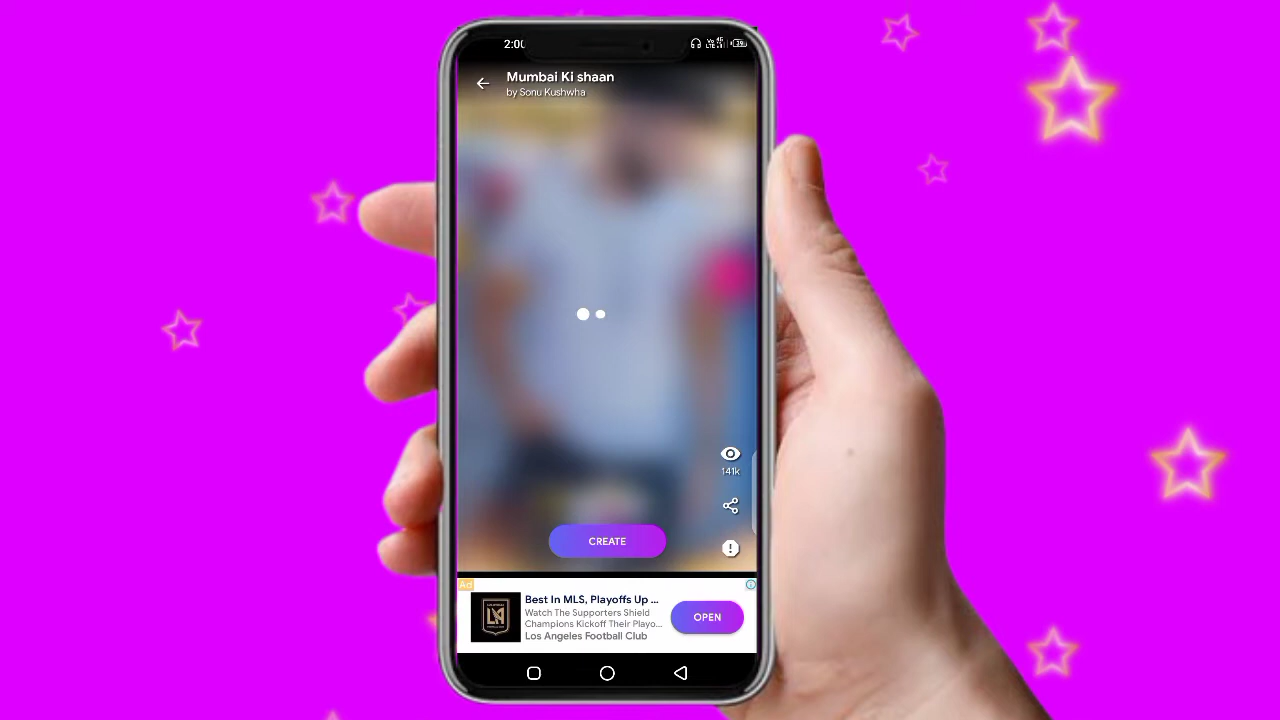 2:00
Mumbai Ki shaan
by Sonu Kushwha
141k
CREATE
Ad
Best In MLS, Playoffs Up ...
Watch The Supporters Shield
Champions Kickoff Their Playo...
Los Angeles Football Club
OPEN